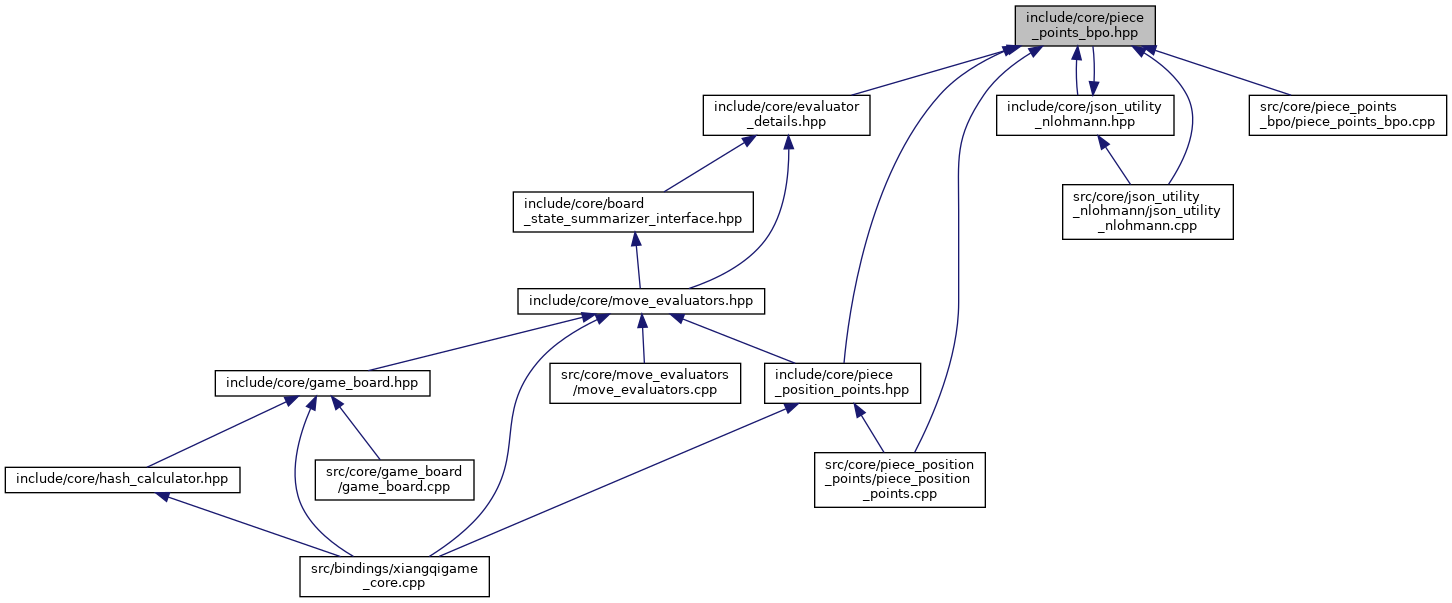 include/core/piece
_points_bpo.hpp
include/core/evaluator
_details.hpp
include/core/json_utility
_nlohmann.hpp
src/core/piece_points
_bpo/piece_points_bpo.cpp
include/core/board
_state_summarizer_interface.hpp
src/core/json_utility
_nlohmann/json_utility
_nlohmann.cpp
include/core/move_evaluators.hpp
include/core/game_board.hpp
src/core/move_evaluators
/move_evaluators.cpp
include/core/piece
_position_points.hpp
include/core/hash_calculator.hpp
src/core/game_board
/game_board.cpp
src/core/piece_position
_points/piece_position
_points.cpp
src/bindings/xiangqigame
_core.cpp